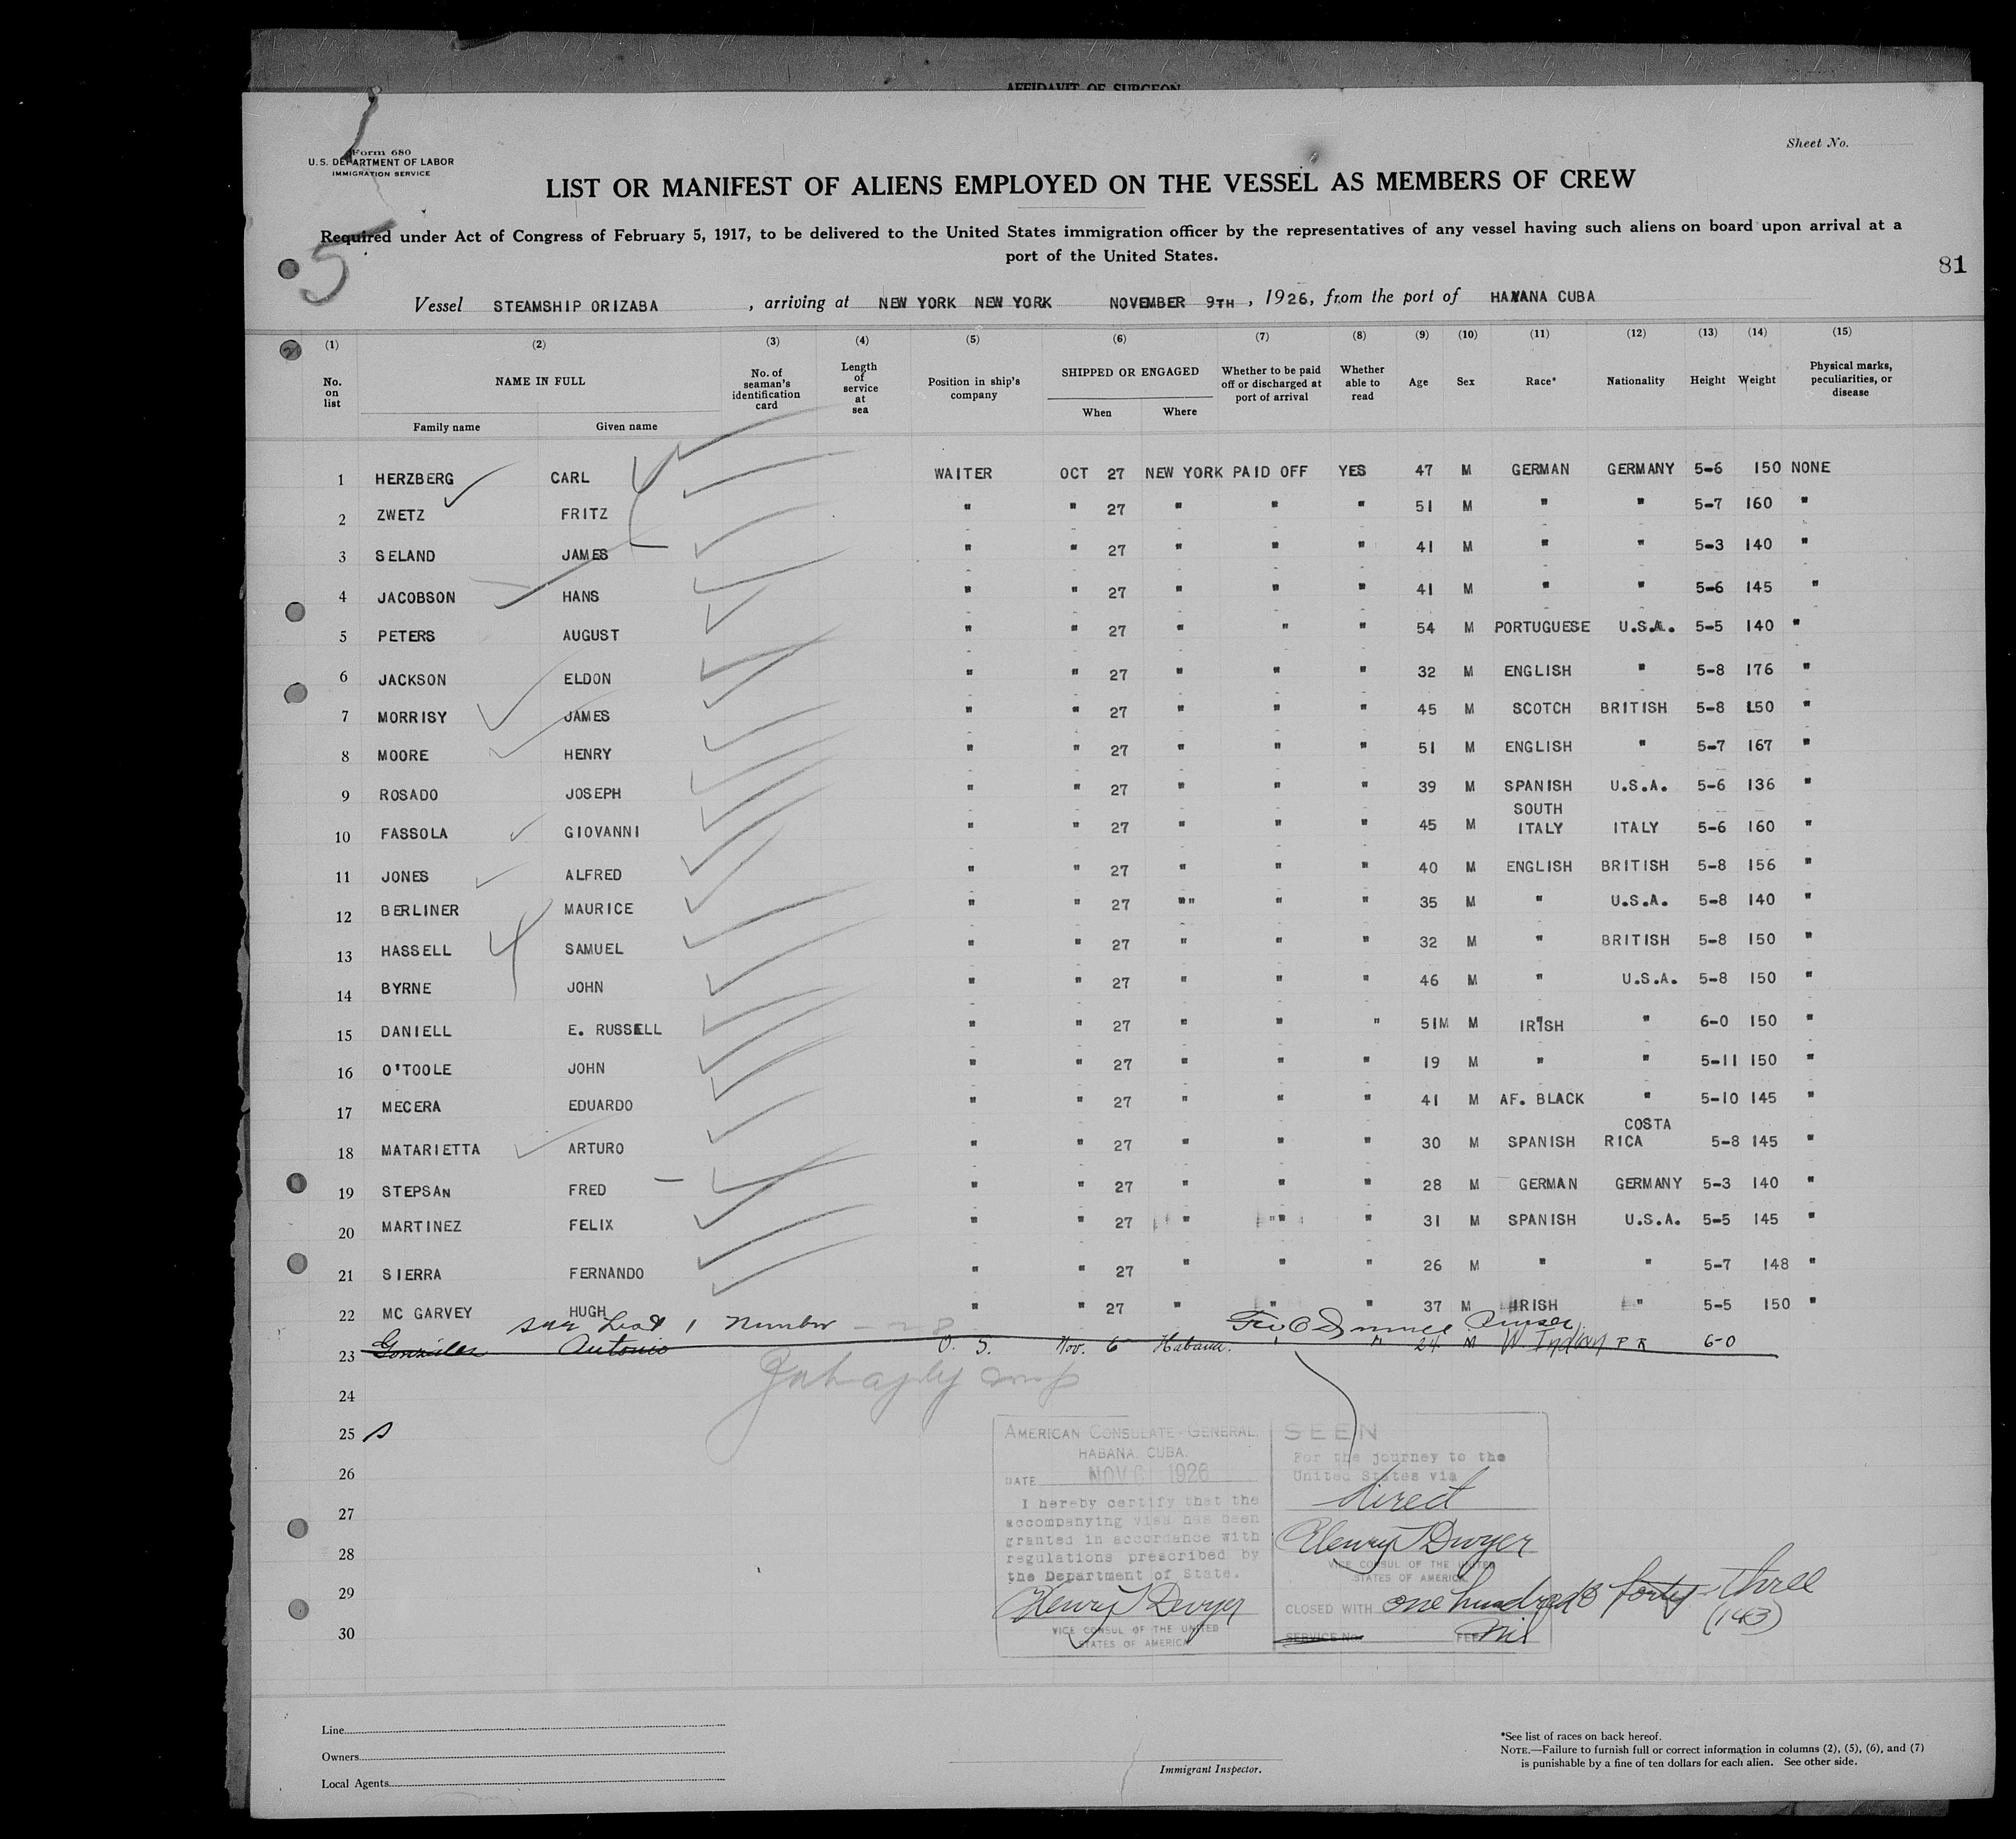 AFFIDAVIT OF SURGEON
Form 680
U.S. DEPARTMENT OF LABOR
IMMIGRATION SERVICE
Sheet No.
LIST OR MANIFEST OF ALIENS EMPLOYED ON THE VESSEL AS MEMBERS OF CREW
Required under Act of Congress of February 5, 1917, to be delivered to the United States immigration officer by the representatives of any vessel having such aliens on board upon arrival at a
port of the United States.
5
81
Vessel STEAMSHIP ORIZABA , arriving at NEW YORK NEW YORK NOVEMBER 9TH , 1926, from the port of HAVANA CUBA
(1) (2) (3) (4) (5) (6) (7) (8) (9) (10) (11) (12) (13) (14) (15)
No. on list NAME IN FULL No. of seaman's identification card Length of service at sea Position in ship's company SHIPPED OR ENGAGED Whether to be paid off or discharged at port of arrival Whether able to read Age Sex Race* Nationality Height Weight Physical marks, peculiarities, or disease
Family name Given name When Where
1 HERZBERG CARL WAITER OCT 27 NEW YORK PAID OFF YES 47 M GERMAN GERMANY 5-6 150 NONE
2 ZWETZ FRITZ " " 27 " " " 51 M " " 5-7 160 "
3 SELAND JAMES " " 27 " " " 41 M " " 5-3 140 "
4 JACOBSON HANS " " 27 " " " 41 M " " 5-6 145 "
5 PETERS AUGUST " " 27 " " " 54 M PORTUGUESE U.S.A. 5-5 140 "
6 JACKSON ELDON " " 27 " " " 32 M ENGLISH " 5-8 176 "
7 MORRISY JAMES " " 27 " " " 45 M SCOTCH BRITISH 5-8 150 "
8 MOORE HENRY " " 27 " " " 51 M ENGLISH " 5-7 167 "
9 ROSADO JOSEPH " " 27 " " " 39 M SPANISH U.S.A. 5-6 136 "
10 FASSOLA GIOVANNI " " 27 " " " 45 M SOUTH ITALY ITALY 5-6 160 "
11 JONES ALFRED " " 27 " " " 40 M ENGLISH BRITISH 5-8 156 "
12 BERLINER MAURICE " " 27 "" " " 35 M " U.S.A. 5-8 140 "
13 HASSELL SAMUEL " " 27 " " " 32 M " BRITISH 5-8 150 "
14 BYRNE JOHN " " 27 " " " 46 M " U.S.A. 5-8 150 "
15 DANIELL E. RUSSELL " " 27 " " " 51M M IRISH " 6-0 150 "
16 O'TOOLE JOHN " " 27 " " " 19 M " " 5-11 150 "
17 MECERA EDUARDO " " 27 " " " 41 M AF. BLACK " 5-10 145 "
18 MATARIETTA ARTURO " " 27 " " " 30 M SPANISH COSTA RICA 5-8 145 "
19 STEPSAN FRED " " 27 " " " 28 M GERMAN GERMANY 5-3 140 "
20 MARTINEZ FELIX " " 27 " " " 31 M SPANISH U.S.A. 5-5 145 "
21 SIERRA FERNANDO " " 27 " " " 26 M " " 5-7 148 "
22 MC GARVEY HUGH " " 27 " " " 37 M IRISH " 5-5 150 "
number
23 Gonzales Antonio O. S. Nov. 6 Habana. " " 24 M W. Indian P R 6-0
24
25
26
27
28
29
30
AMERICAN CONSULATE-GENERAL.
HABANA, CUBA.
DATE NOV 6 1926
I hereby certify that the
accompanying visa has been
granted in accordance with
regulations prescribed by
the Department of State.
Henry T Dwyer
VICE CONSUL OF THE UNITED
STATES OF AMERICA
SEEN
For the journey to the
United States via
direct
Henry T Dwyer
VICE CONSUL OF THE UNITED
STATES OF AMERICA
CLOSED WITH one hundred & forty-three
(143)
SERVICE No. FEE Nil
Line
Owners
Local Agents
Immigrant Inspector.
*See list of races on back hereof.
NOTE.—Failure to furnish full or correct information in columns (2), (5), (6), and (7)
is punishable by a fine of ten dollars for each alien. See other side.